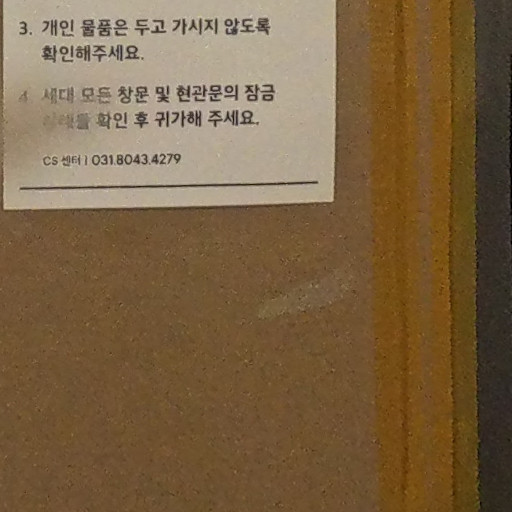 3. 개인 물품은 두고 가시지 않도록
확인해주세요.
4. 세대 모든 창문 및 현관문의 잠금
확인 후 귀가해 주세요.
CS 센터 | 031.8043.4279